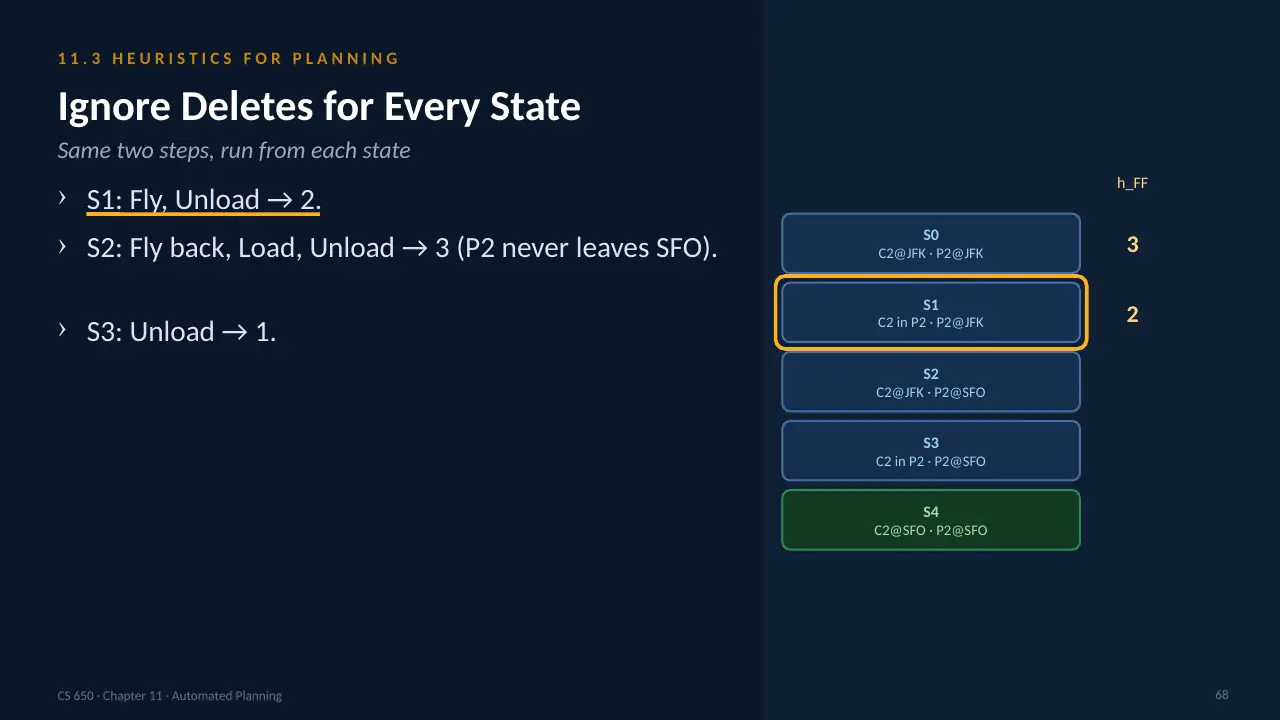 11.3 HEURISTICS FOR PLANNING
Ignore Deletes for Every State
Same two steps, run from each state
› S1: Fly, Unload → 2.
› S2: Fly back, Load, Unload → 3 (P2 never leaves SFO).
› S3: Unload → 1.
h_FF
S0
C2@JFK · P2@JFK
3
S1
C2 in P2 · P2@JFK
2
S2
C2@JFK · P2@SFO
S3
C2 in P2 · P2@SFO
S4
C2@SFO · P2@SFO
CS 650 · Chapter 11 · Automated Planning
68